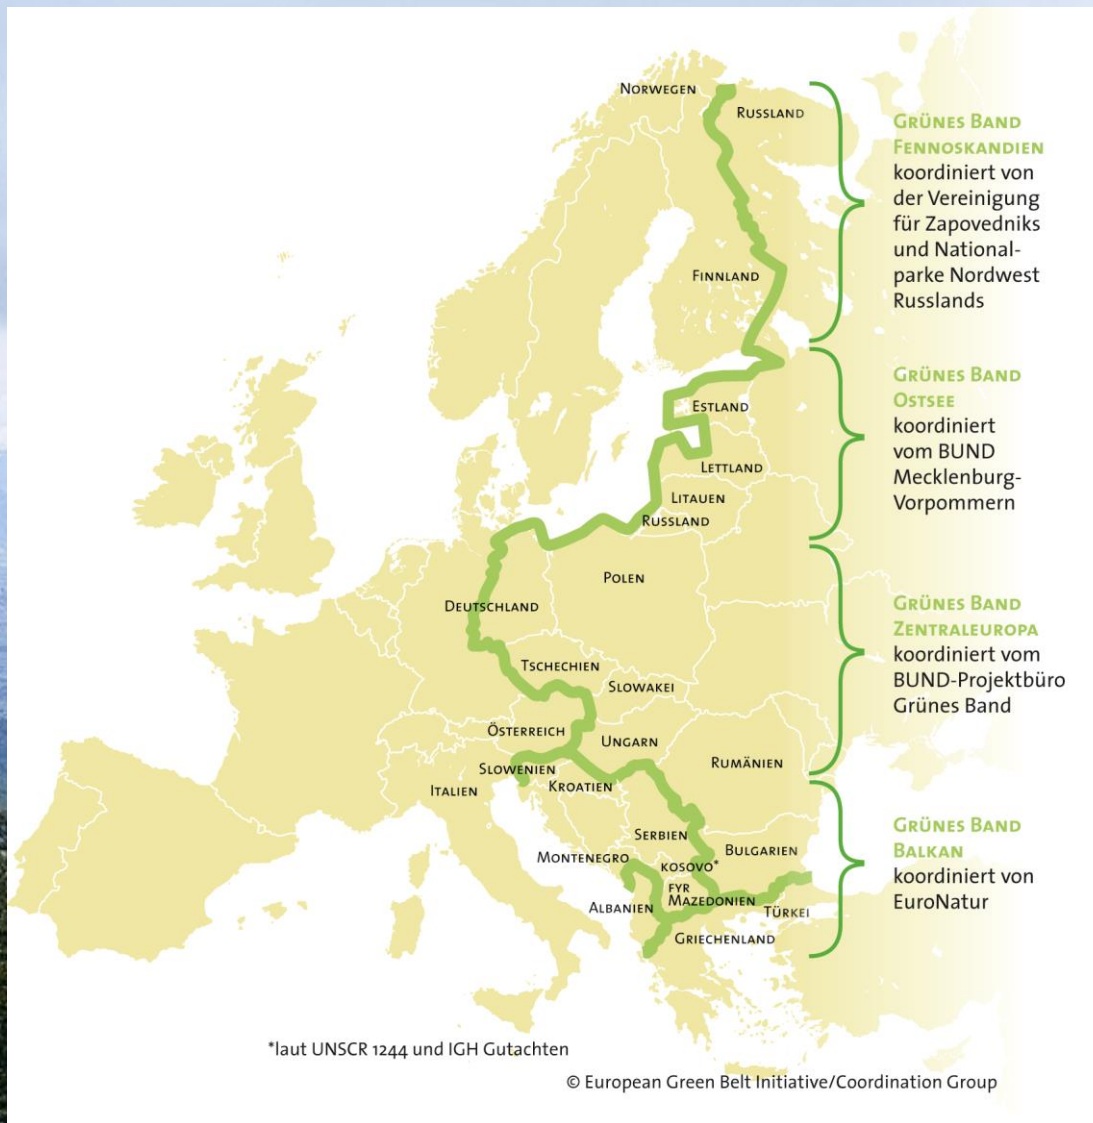 NORWEGEN
RUSSLAND
FINNLAND
ESTLAND
LETTLAND
LITAUEN
RUSSLAND
POLEN
DEUTSCHLAND
TSCHECHIEN
SLOWAKEI
ÖSTERREICH
UNGARN
RUMÄNIEN
SLOWENIEN
KROATIEN
ITALIEN
SERBIEN
BULGARIEN
MONTENEGRO
KOSOVO*
FYR
MAZEDONIEN
ALBANIEN
TÜRKEI
GRIECHENLAND
GRÜNES BAND
FENNOSKANDIEN
koordiniert von
der Vereinigung
für Zapovedniks
und National-
parke Nordwest
Russlands
GRÜNES BAND
OSTSEE
koordiniert
vom BUND
Mecklenburg-
Vorpommern
GRÜNES BAND
ZENTRALEUROPA
koordiniert vom
BUND-Projektbüro
Grünes Band
GRÜNES BAND
BALKAN
koordiniert von
EuroNatur
*laut UNSCR 1244 und IGH Gutachten
© European Green Belt Initiative/Coordination Group